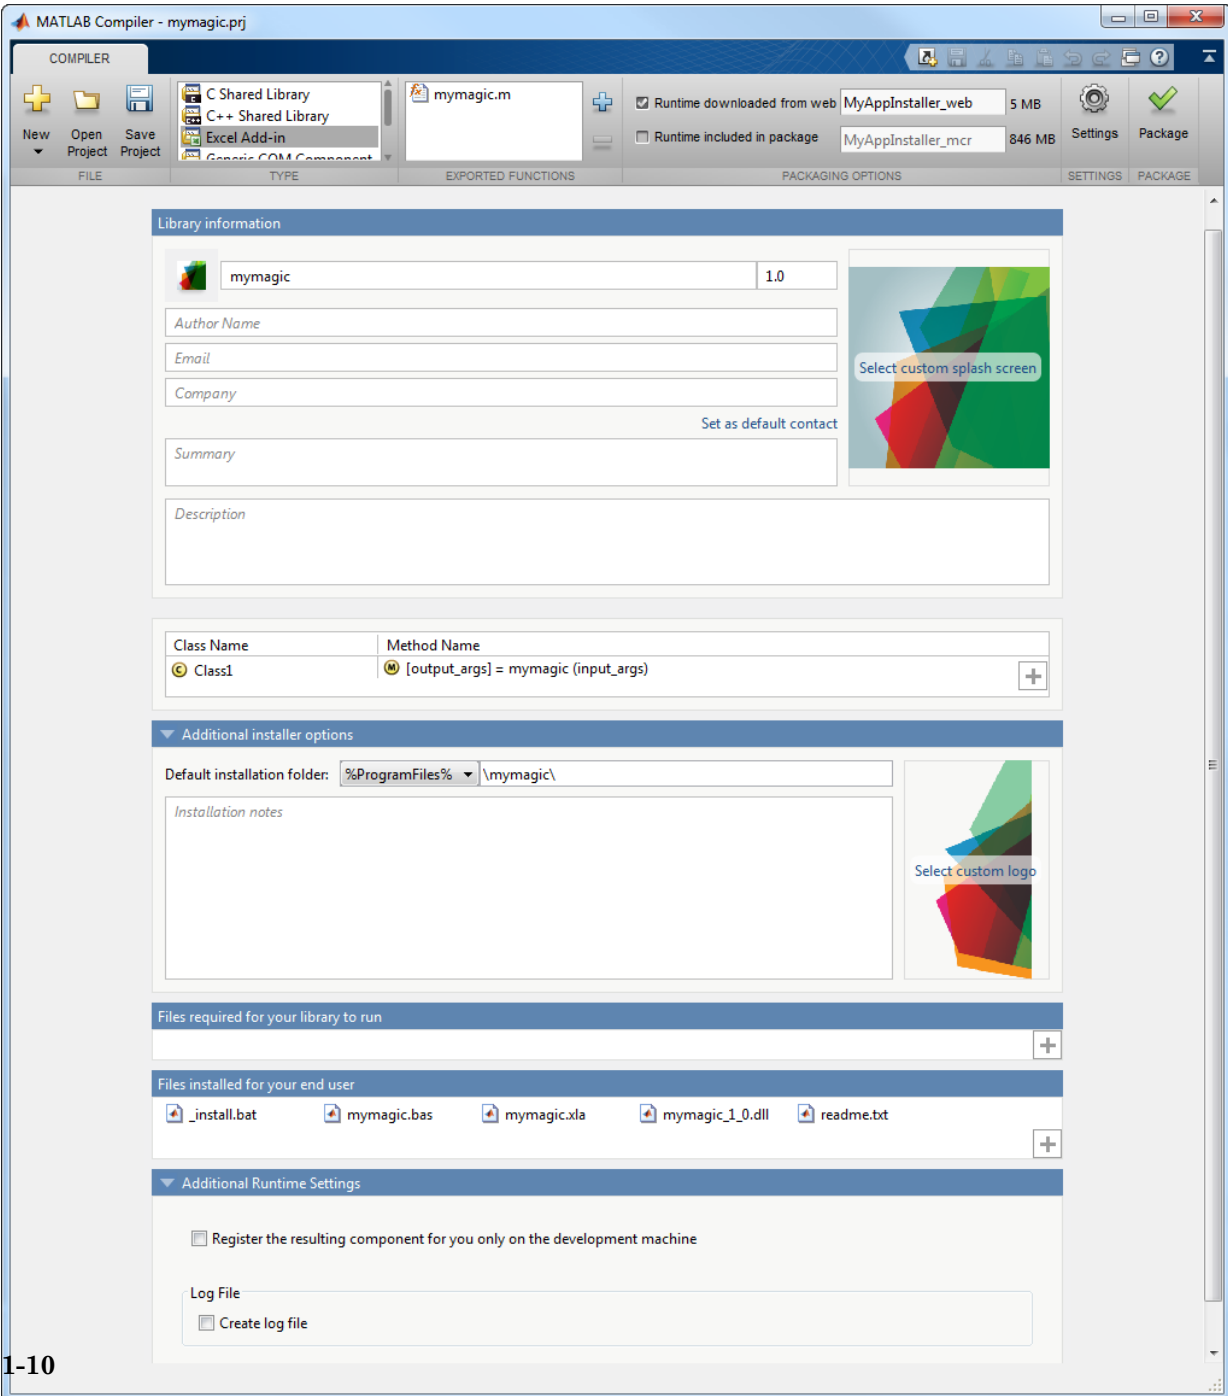 MATLAB Compiler - mymagic.prj
COMPILER
New
Open Project
Save Project
FILE
C Shared Library
C++ Shared Library
Excel Add-in
Generic COM Component
TYPE
mymagic.m
EXPORTED FUNCTIONS
Runtime downloaded from web MyAppInstaller_web 5 MB
Runtime included in package MyAppInstaller_mcr 846 MB
PACKAGING OPTIONS
Settings
SETTINGS
Package
PACKAGE
Library information
mymagic 1.0
Author Name
Email
Company
Set as default contact
Summary
Select custom splash screen
Description
Class Name Method Name
Class1 [output_args] = mymagic (input_args)
Additional installer options
Default installation folder: %ProgramFiles% \mymagic\
Installation notes
Select custom logo
Files required for your library to run
Files installed for your end user
_install.bat mymagic.bas mymagic.xla mymagic_1_0.dll readme.txt
Additional Runtime Settings
Register the resulting component for you only on the development machine
Log File
Create log file
1-10